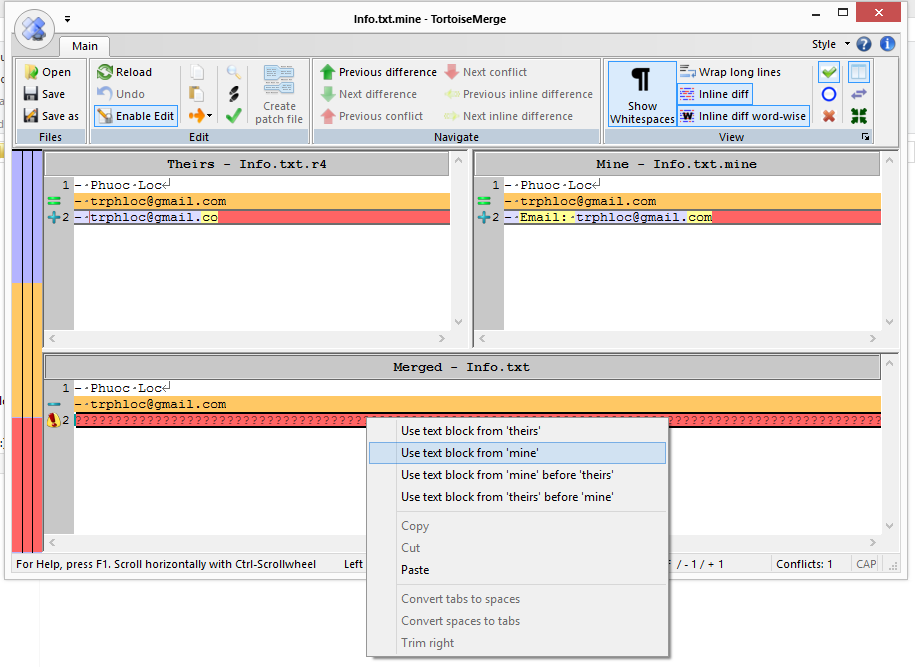 Info.txt.mine - TortoiseMerge
Main
Style
Open
Save
Save as
Files
Reload
Undo
Enable Edit
Create
patch file
Edit
Previous difference
Next difference
Previous conflict
Next conflict
Previous inline difference
Next inline difference
Navigate
Show
Whitespaces
Wrap long lines
Inline diff
Inline diff word-wise
View
Theirs - Info.txt.r4
1 -·Phuoc·Loc↵
-·trphloc@gmail.com
2 -·trphloc@gmail.co
Mine - Info.txt.mine
1 -·Phuoc·Loc↵
-·trphloc@gmail.com
2 -·Email:·trphloc@gmail.com
Merged - Info.txt
1 -·Phuoc·Loc↵
-·trphloc@gmail.com
2
Use text block from 'theirs'
Use text block from 'mine'
Use text block from 'mine' before 'theirs'
Use text block from 'theirs' before 'mine'
Copy
Cut
Paste
Convert tabs to spaces
Convert spaces to tabs
Trim right
For Help, press F1. Scroll horizontally with Ctrl-Scrollwheel
Left
/ - 1 / + 1
Conflicts: 1
CAP